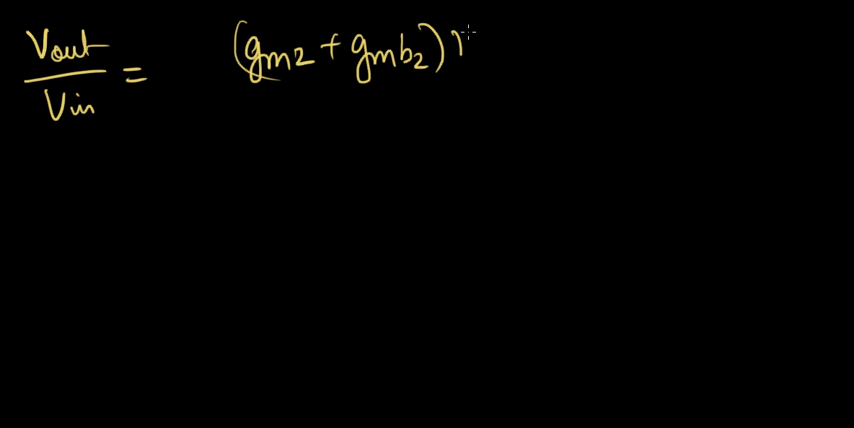 Vout/Vin = (gm2 + gmb2) r